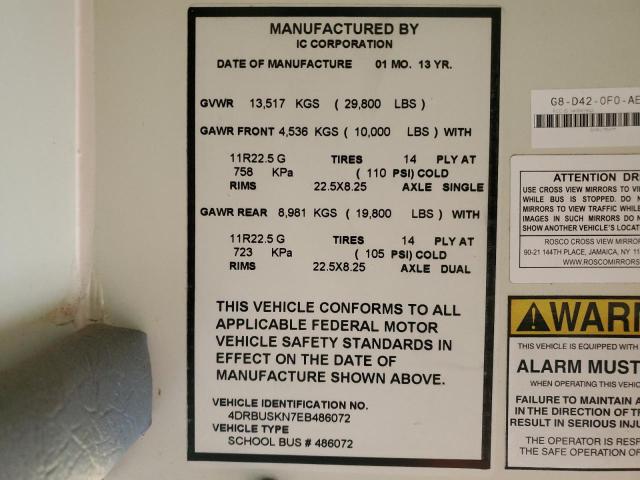 MANUFACTURED BY
IC CORPORATION
DATE OF MANUFACTURE 01 MO. 13 YR.
GVWR 13,517 KGS ( 29,800 LBS )
GAWR FRONT 4,536 KGS ( 10,000 LBS ) WITH
11R22.5 G TIRES 14 PLY AT
758 KPa ( 110 PSI) COLD
RIMS 22.5X8.25 AXLE SINGLE
GAWR REAR 8,981 KGS ( 19,800 LBS ) WITH
11R22.5 G TIRES 14 PLY AT
723 KPa ( 105 PSI) COLD
RIMS 22.5X8.25 AXLE DUAL
THIS VEHICLE CONFORMS TO ALL
APPLICABLE FEDERAL MOTOR
VEHICLE SAFETY STANDARDS IN
EFFECT ON THE DATE OF
MANUFACTURE SHOWN ABOVE.
VEHICLE IDENTIFICATION NO.
4DRBUSKN7EB486072
VEHICLE TYPE
SCHOOL BUS # 486072
G8-D42-0F0-AE
ATTENTION DR
USE CROSS VIEW MIRRORS TO VI
WHILE BUS IS STOPPED. DO N
MIRRORS TO VIEW TRAFFIC WHILE
IMAGES IN SUCH MIRRORS DO N
SHOW ANOTHER VEHICLE'S LOCAT
ROSCO CROSS VIEW MIRROR
90-21 144TH PLACE, JAMAICA, NY 11
WWW.ROSCOMIRRORS
WARN
THIS VEHICLE IS EQUIPPED WITH
ALARM MUST
WHEN OPERATING THIS VEHIC
FAILURE TO MAINTAIN A
IN THE DIRECTION OF TR
RESULT IN SERIOUS INJU
THE OPERATOR IS RESP
THE SAFE OPERATION OF